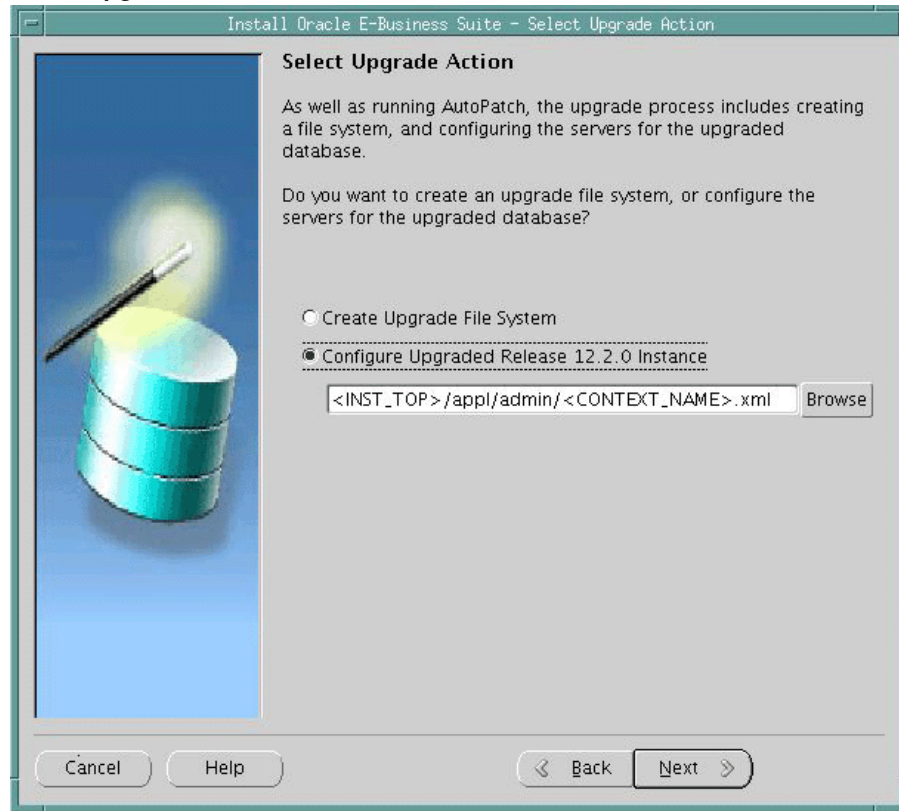 Install Oracle E-Business Suite - Select Upgrade Action
Select Upgrade Action
As well as running AutoPatch, the upgrade process includes creating
a file system, and configuring the servers for the upgraded
database.
Do you want to create an upgrade file system, or configure the
servers for the upgraded database?
Create Upgrade File System
Configure Upgraded Release 12.2.0 Instance
<INST_TOP>/appl/admin/<CONTEXT_NAME>.xml Browse
Cancel Help Back Next